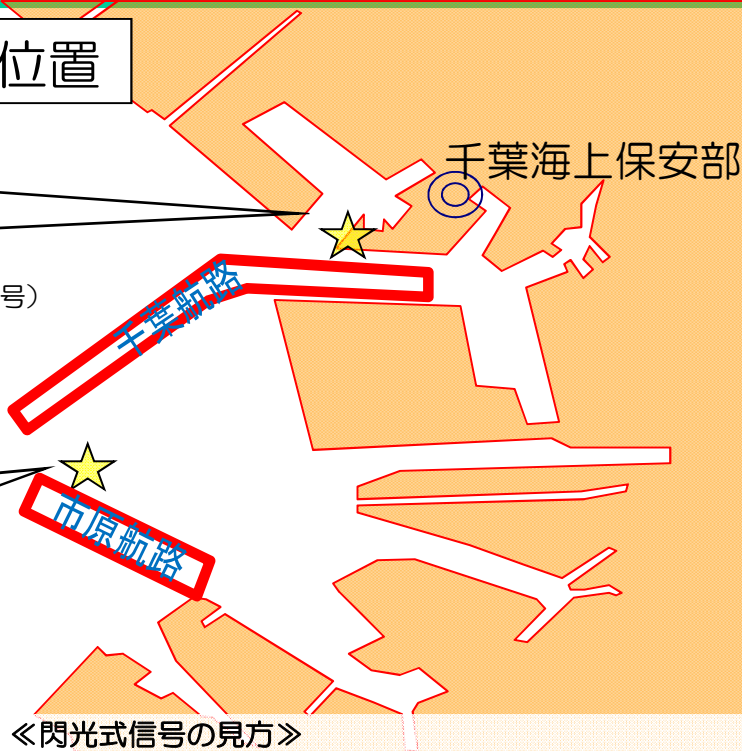 位置
千葉海上保安部
号）
千葉航路
市原航路
≪閃光式信号の見方≫